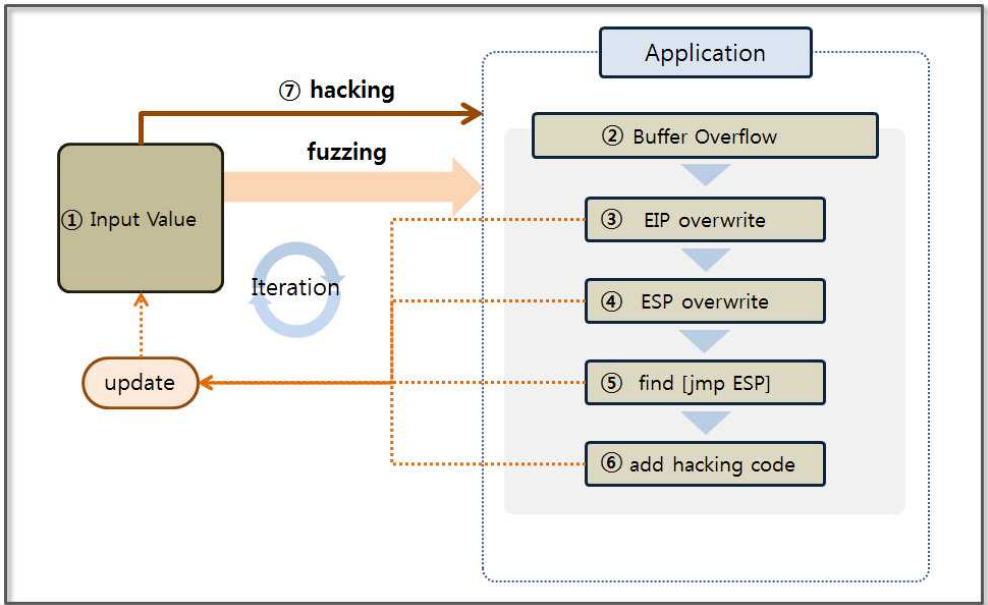 Application
⑦ hacking
② Buffer Overflow
fuzzing
① Input Value
③ EIP overwrite
Iteration
④ ESP overwrite
update
⑤ find [jmp ESP]
⑥ add hacking code